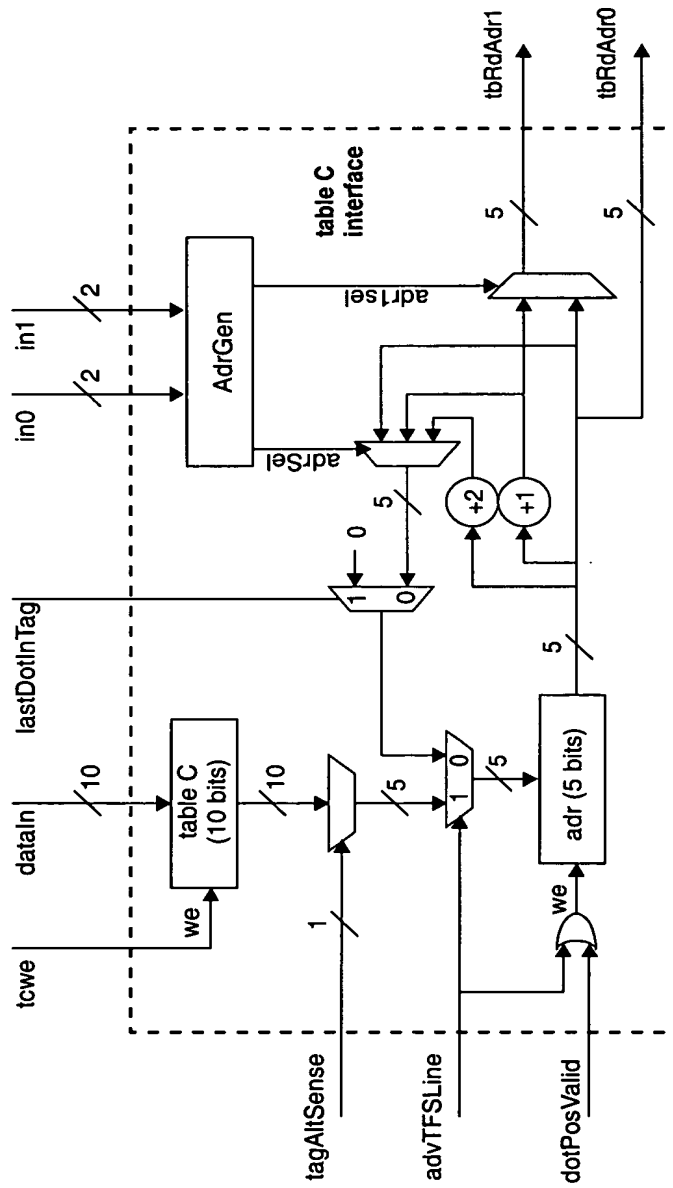 tcwe
dataIn
lastDotInTag
in0
in1
10
2
2
we
table C
(10 bits)
AdrGen
table C
interface
10
adrSel
adr1sel
0
1
0
5
5
tbRdAdr1
tagAltSense
1
5
advTFSLine
1
0
5
+2
+1
we
adr (5 bits)
5
5
tbRdAdr0
dotPosValid